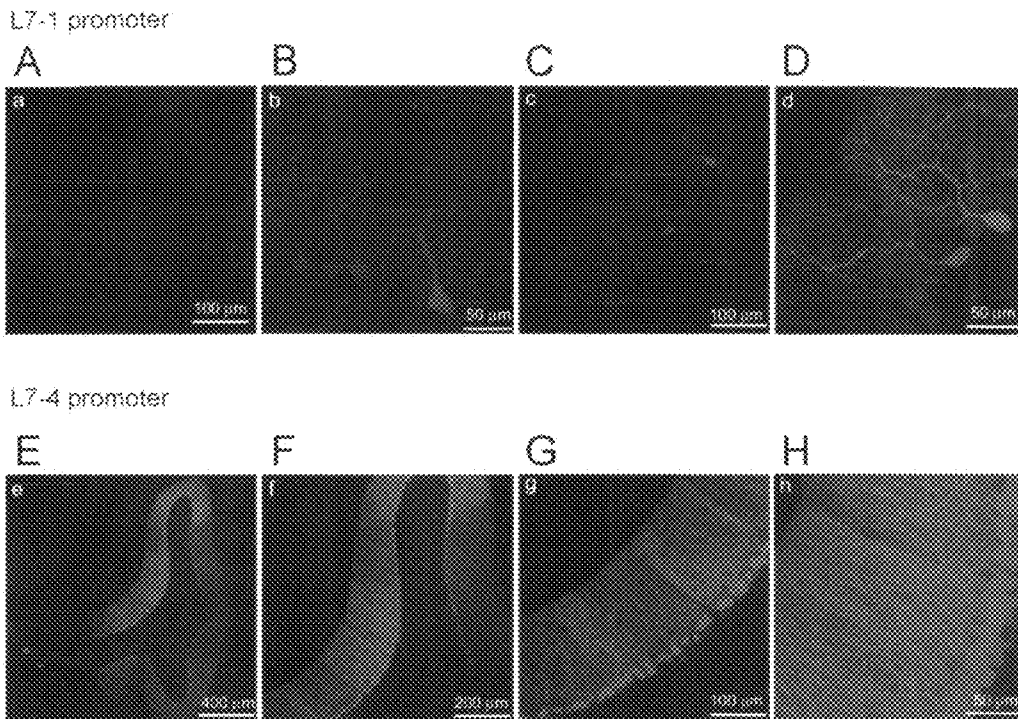 L7-1 promoter
A B C D
a b c d
100 µm 50 µm 100 µm 50 µm
L7-4 promoter
E F G H
e f g h
400 µm 200 µm 100 µm